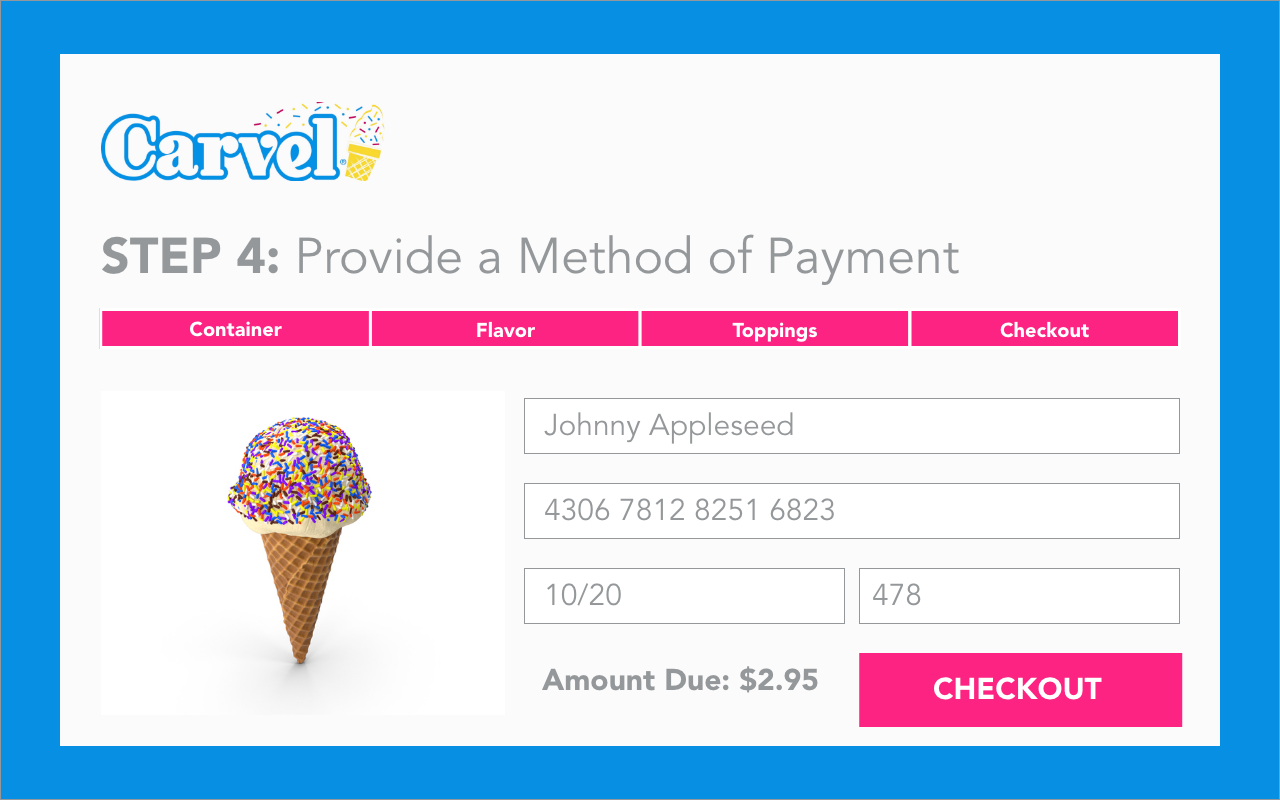 Carvel®
STEP 4: Provide a Method of Payment
Container Flavor Toppings Checkout
Johnny Appleseed
4306 7812 8251 6823
10/20 478
Amount Due: $2.95 CHECKOUT